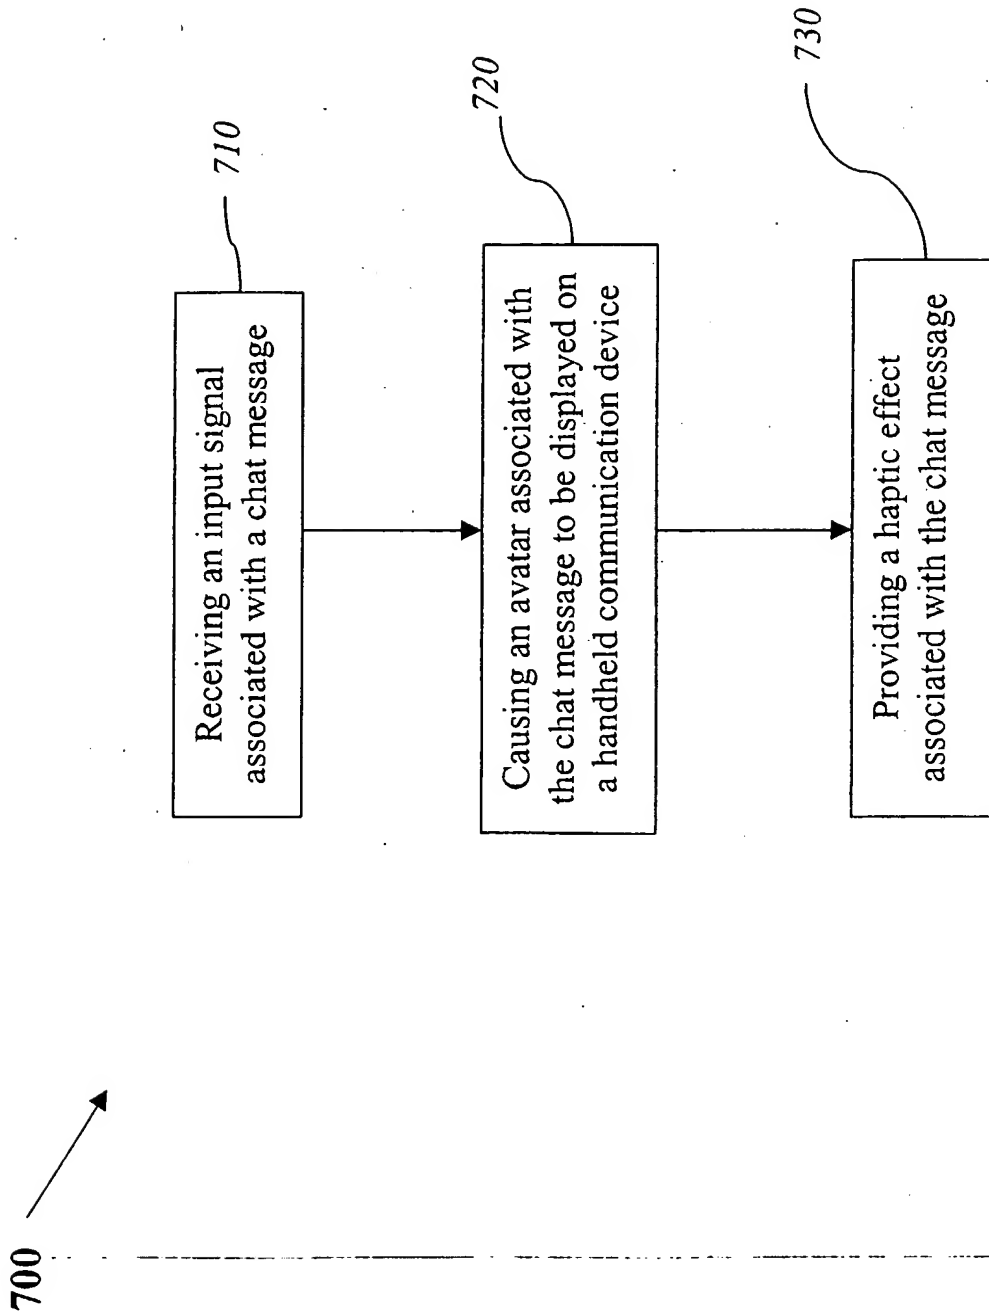 700
Receiving an input signal
associated with a chat message
710
Causing an avatar associated with
the chat message to be displayed on
a handheld communication device
720
Providing a haptic effect
associated with the chat message
730